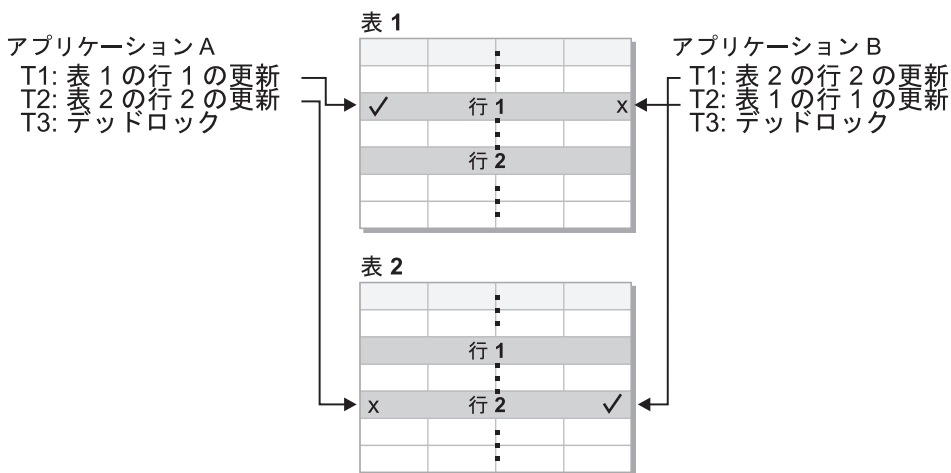 表 1
アプリケーション A
T1: 表 1 の行 1 の更新
T2: 表 2 の行 2 の更新
T3: デッドロック
アプリケーション B
T1: 表 2 の行 2 の更新
T2: 表 1 の行 1 の更新
T3: デッドロック
✓ 行 1 x
行 2
表 2
行 1
x 行 2 ✓